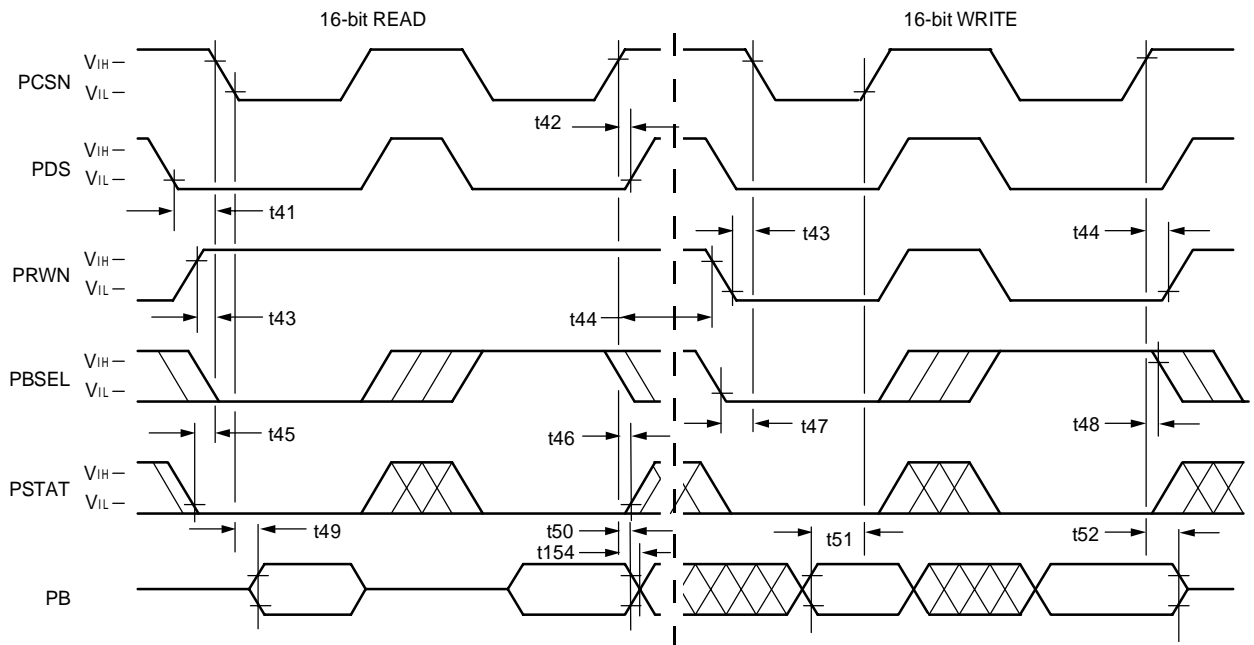 16-bit READ 16-bit WRITE
PCSN VIH
VIL
t42
PDS VIH
VIL
t41 t43 t44
PRWN VIH
VIL
t43 t44
PBSEL VIH
VIL
t45 t46 t47 t48
PSTAT VIH
VIL
t49 t50 t51 t52
t154
PB